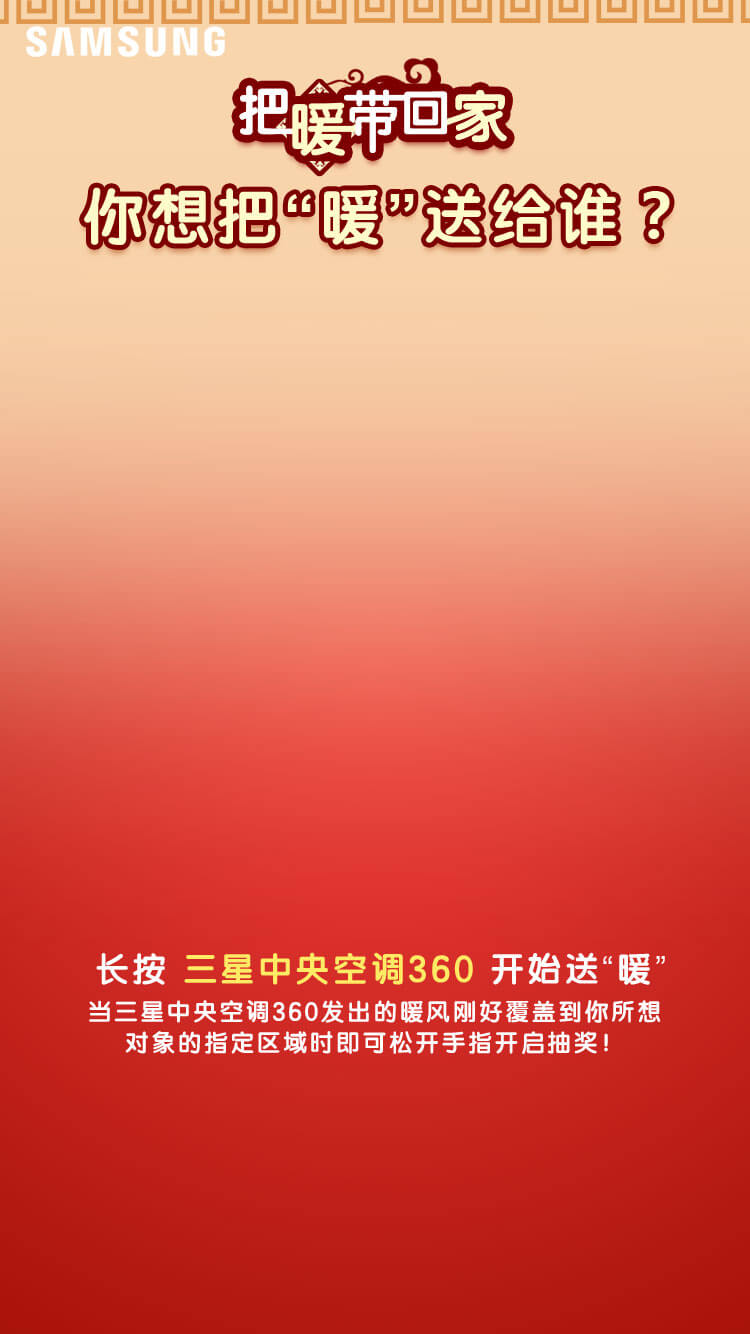 SAMSUNG
把暖带回家
你想把“暖”送给谁？
长按 三星中央空调360 开始送“暖”
当三星中央空调360发出的暖风刚好覆盖到你所想
对象的指定区域时即可松开手指开启抽奖！